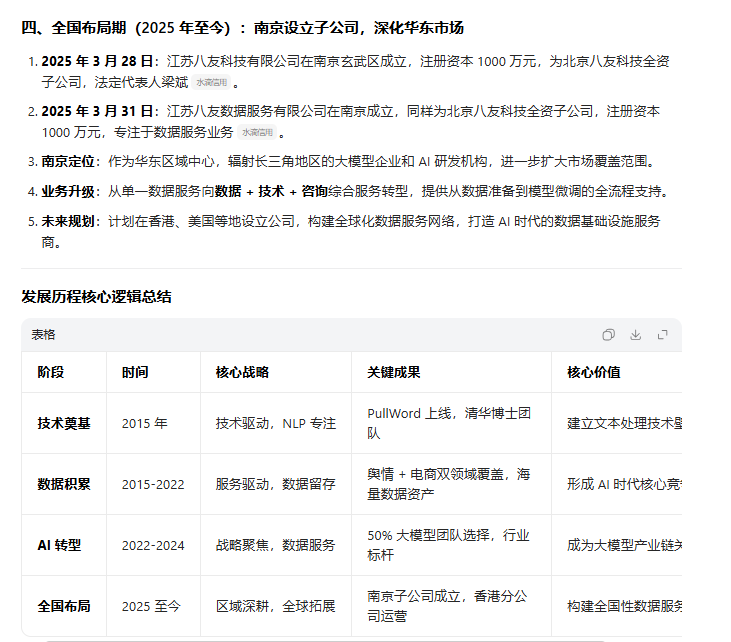 四、全国布局期（2025 年至今）：南京设立子公司，深化华东市场
1. 2025 年 3 月 28 日：江苏八友科技有限公司在南京玄武区成立，注册资本 1000 万元，为北京八友科技全资
子公司，法定代表人梁斌 水滴信用 。
2. 2025 年 3 月 31 日：江苏八友数据服务有限公司在南京成立，同样为北京八友科技全资子公司，注册资本
1000 万元，专注于数据服务业务 水滴信用 。
3. 南京定位：作为华东区域中心，辐射长三角地区的大模型企业和 AI 研发机构，进一步扩大市场覆盖范围。
4. 业务升级：从单一数据服务向数据 + 技术 + 咨询综合服务转型，提供从数据准备到模型微调的全流程支持。
5. 未来规划：计划在香港、美国等地设立公司，构建全球化数据服务网络，打造 AI 时代的数据基础设施服务
商。
发展历程核心逻辑总结
表格
阶段 时间 核心战略 关键成果 核心价值
技术奠基 2015 年 技术驱动，NLP 专注 PullWord 上线，清华博士团
队 建立文本处理技术
数据积累 2015-2022 服务驱动，数据留存 舆情 + 电商双领域覆盖，海
量数据资产 形成 AI 时代核心竞
AI 转型 2022-2024 战略聚焦，数据服务 50% 大模型团队选择，行业
标杆 成为大模型产业链
全国布局 2025 至今 区域深耕，全球拓展 南京子公司成立，香港分公
司运营 构建全国性数据服务